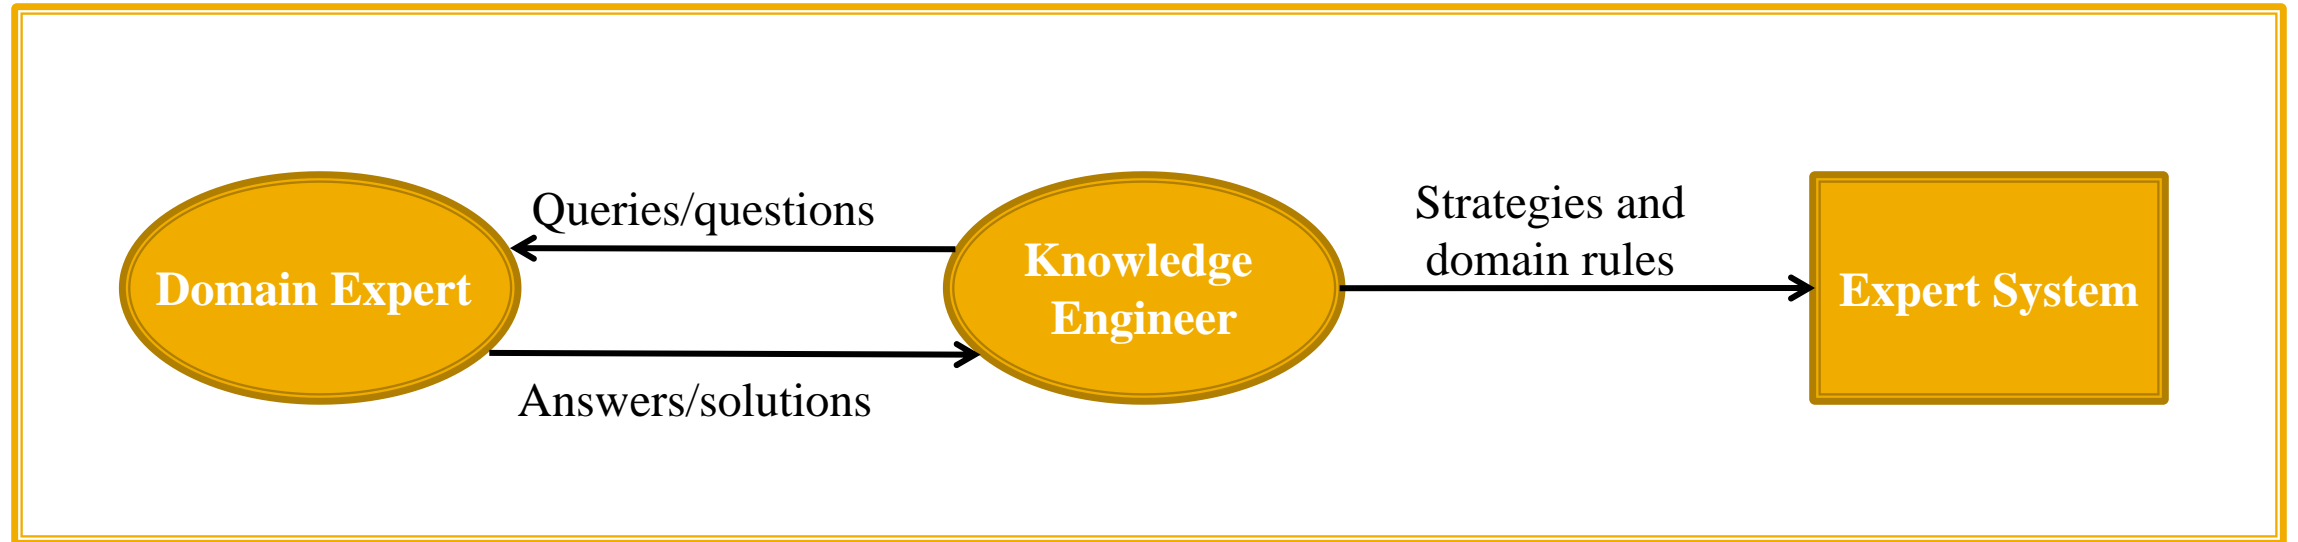 Queries/questions
Strategies and
domain rules
Domain Expert
Knowledge
Engineer
Expert System
Answers/solutions